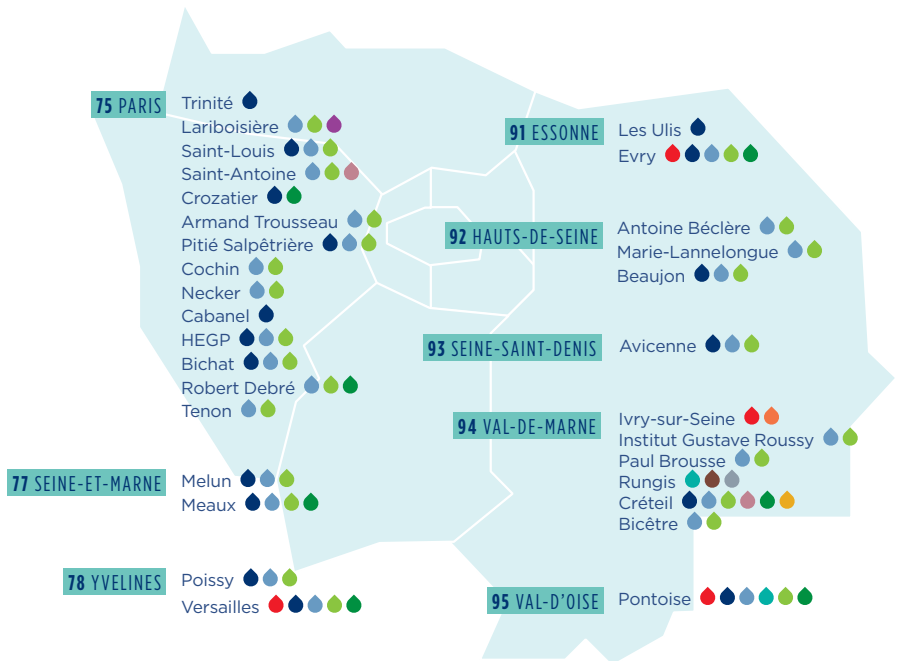 75 PARIS
Trinité
Lariboisière
Saint-Louis
Saint-Antoine
Crozatier
Armand Trousseau
Pitié Salpêtrière
Cochin
Necker
Cabanel
HEGP
Bichat
Robert Debré
Tenon
77 SEINE-ET-MARNE
Melun
Meaux
78 YVELINES
Poissy
Versailles
91 ESSONNE
Les Ulis
Evry
92 HAUTS-DE-SEINE
Antoine Béclère
Marie-Lannelongue
Beaujon
93 SEINE-SAINT-DENIS
Avicenne
94 VAL-DE-MARNE
Ivry-sur-Seine
Institut Gustave Roussy
Paul Brousse
Rungis
Créteil
Bicêtre
95 VAL-D'OISE
Pontoise